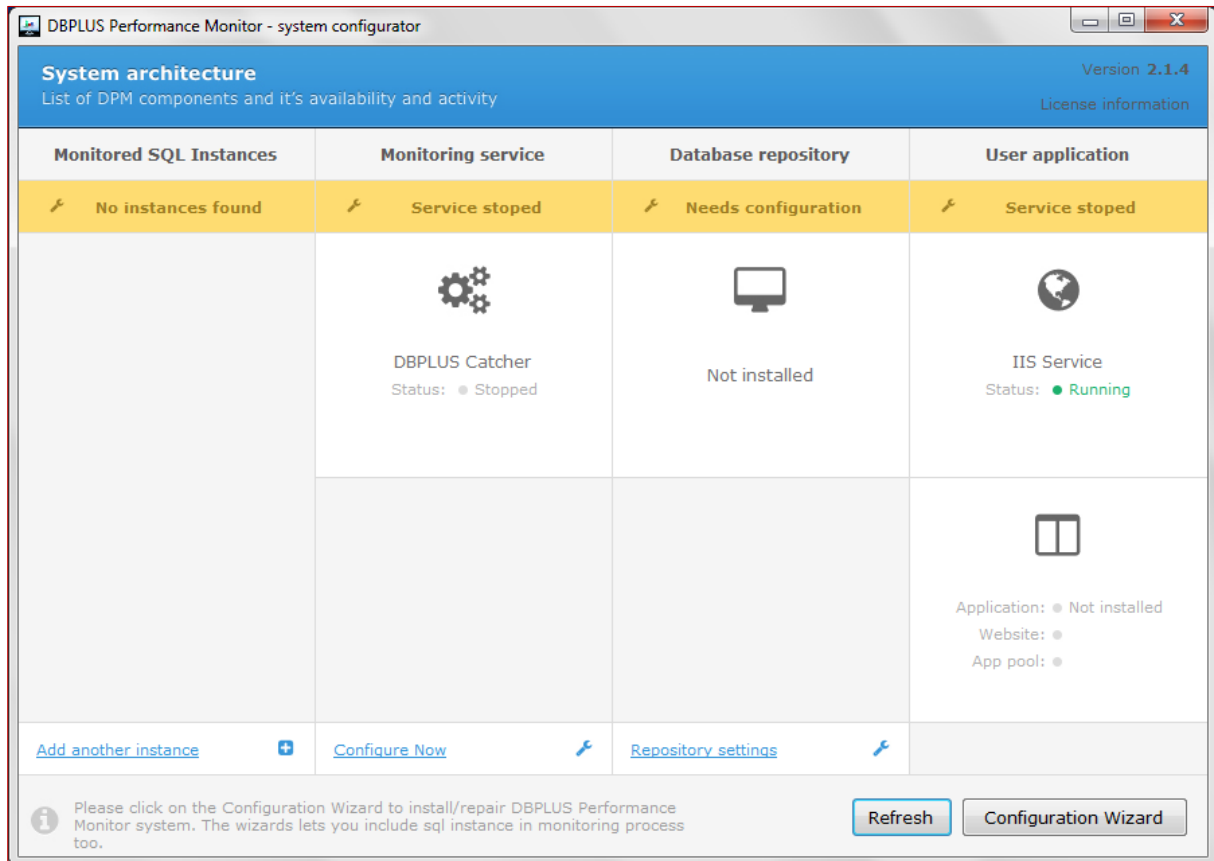 DBPLUS Performance Monitor - system configurator
System architecture
List of DPM components and it's availability and activity
Version 2.1.4
License information
Monitored SQL Instances
Monitoring service
Database repository
User application
No instances found
Service stoped
Needs configuration
Service stoped
DBPLUS Catcher
Status: Stopped
Not installed
IIS Service
Status: Running
Application: Not installed
Website:
App pool:
Add another instance
Configure Now
Repository settings
Please click on the Configuration Wizard to install/repair DBPLUS Performance
Monitor system. The wizards lets you include sql instance in monitoring process
too.
Refresh
Configuration Wizard